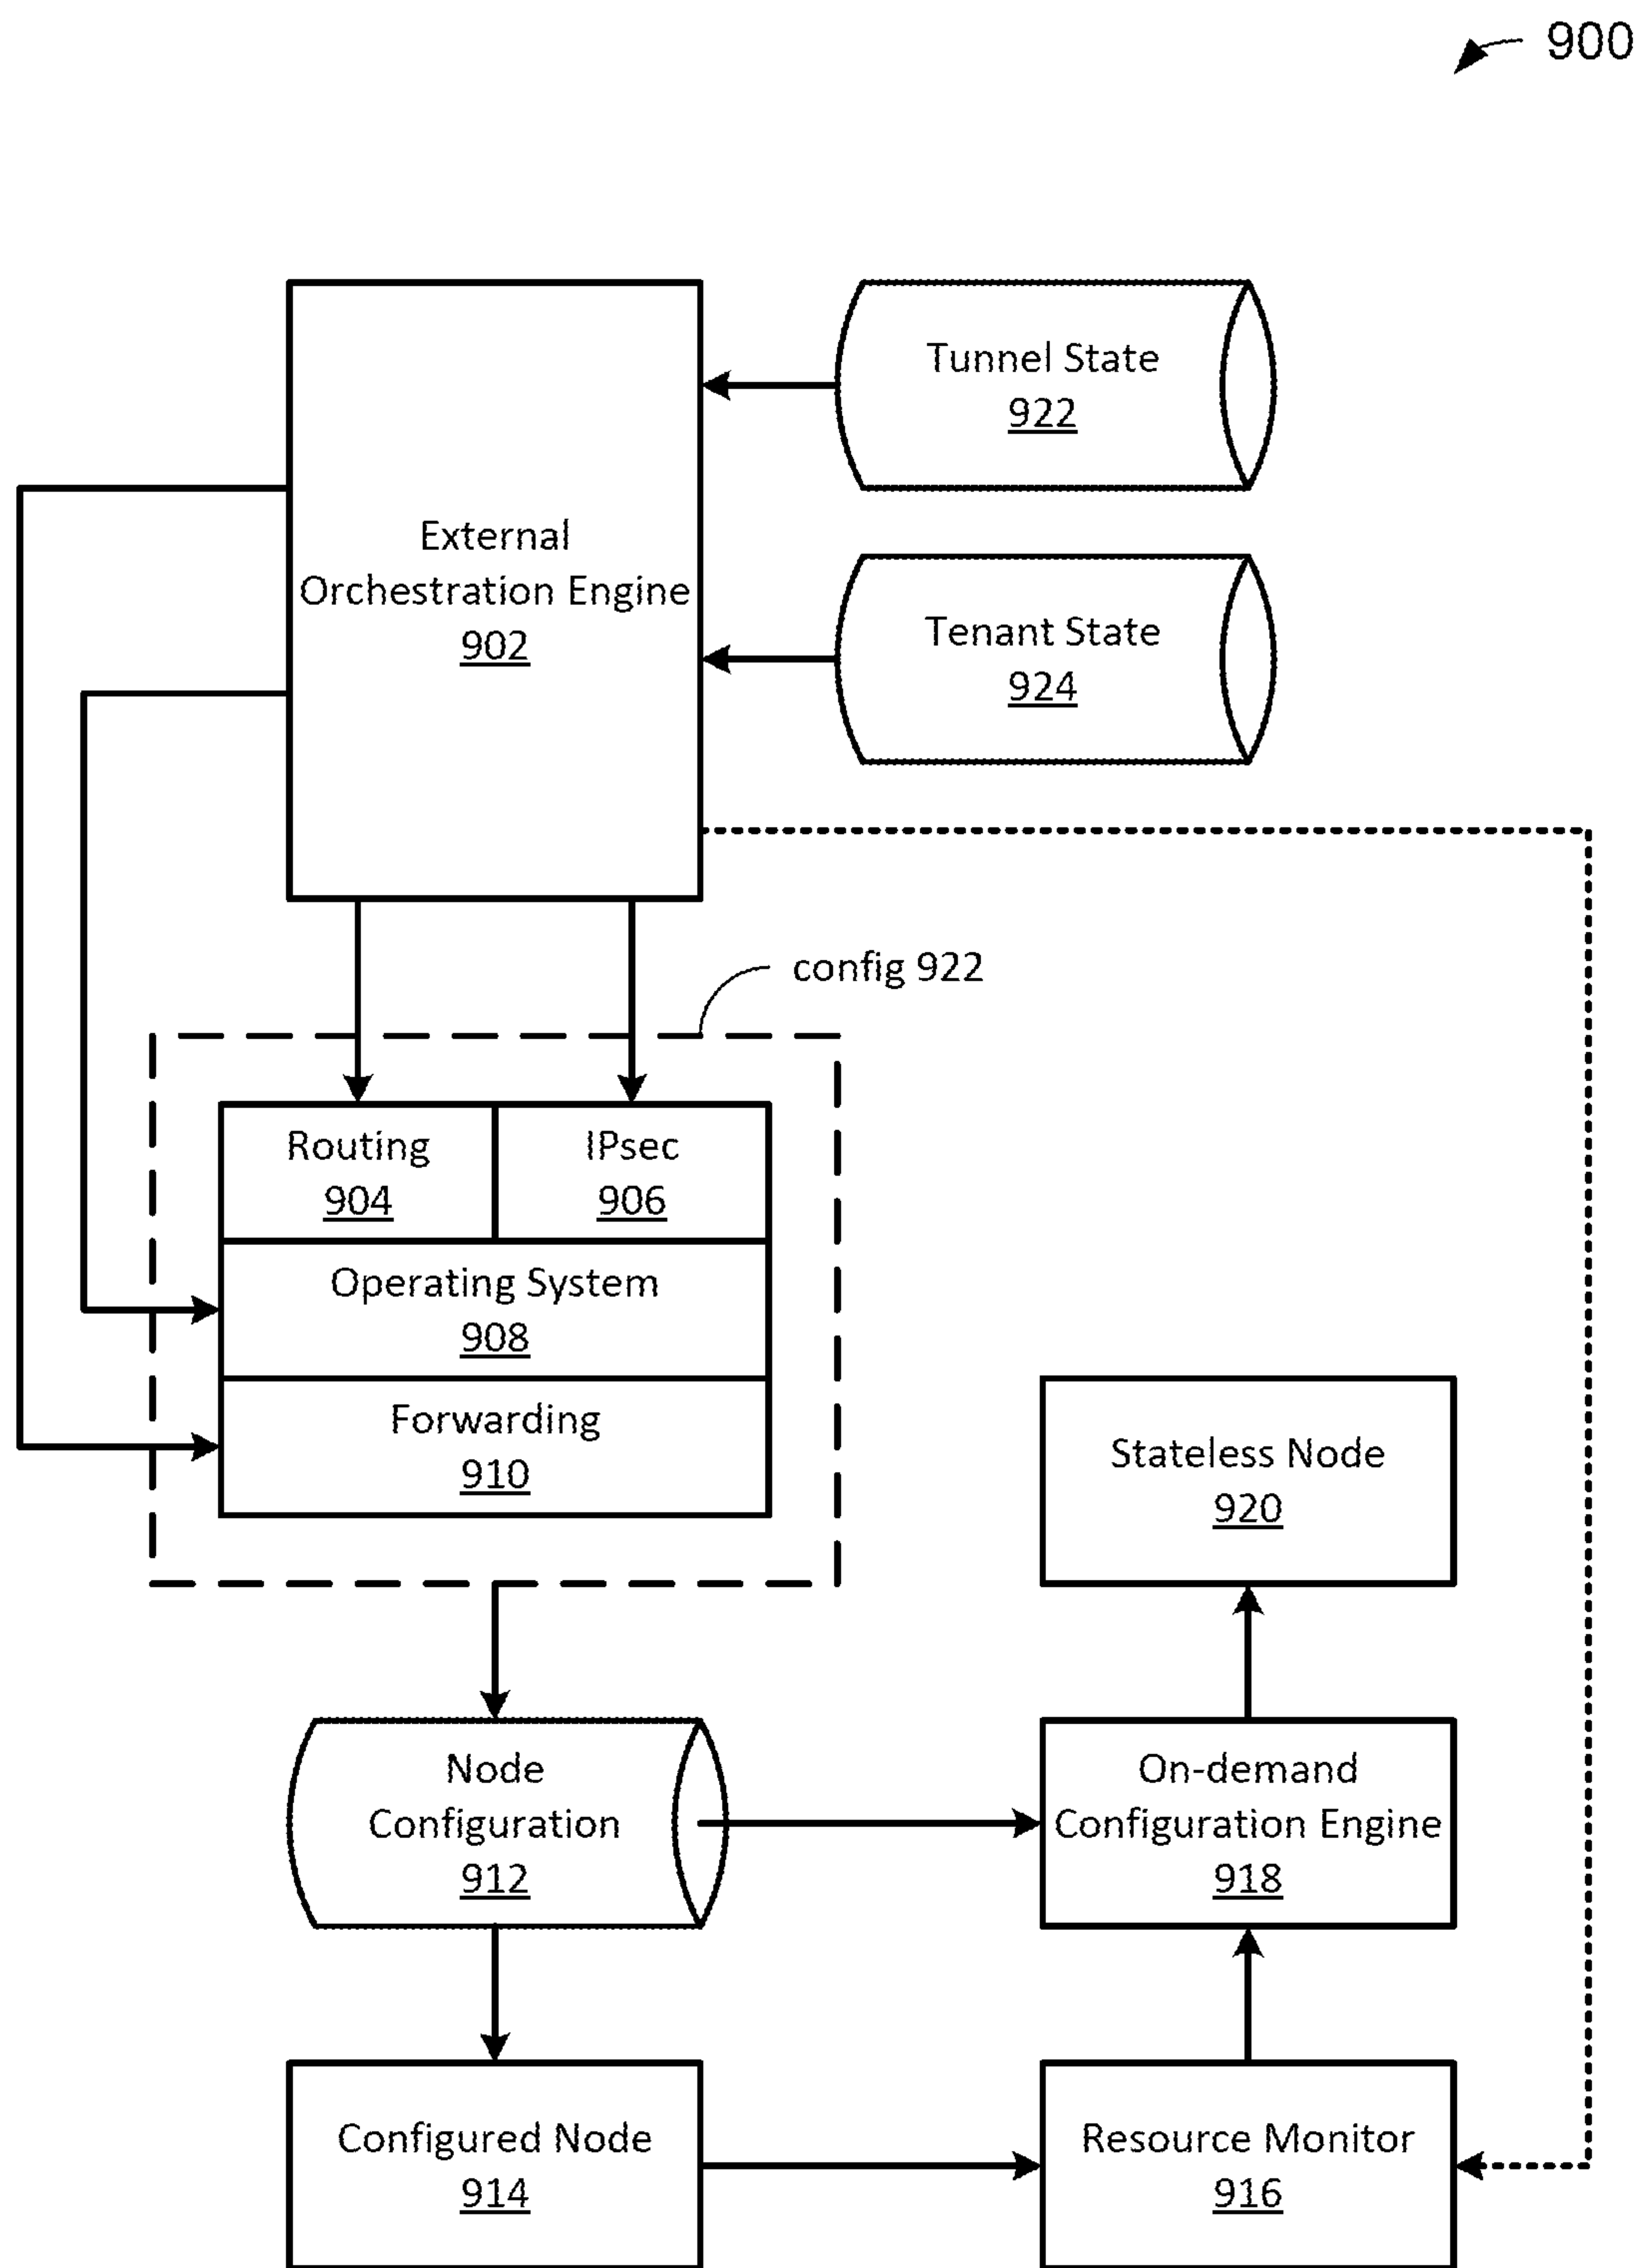 900
Tunnel State
922
External
Orchestration Engine
902
Tenant State
924
config 922
Routing
904
IPsec
906
Operating System
908
Forwarding
910
Stateless Node
920
Node
Configuration
912
On-demand
Configuration Engine
918
Configured Node
914
Resource Monitor
916